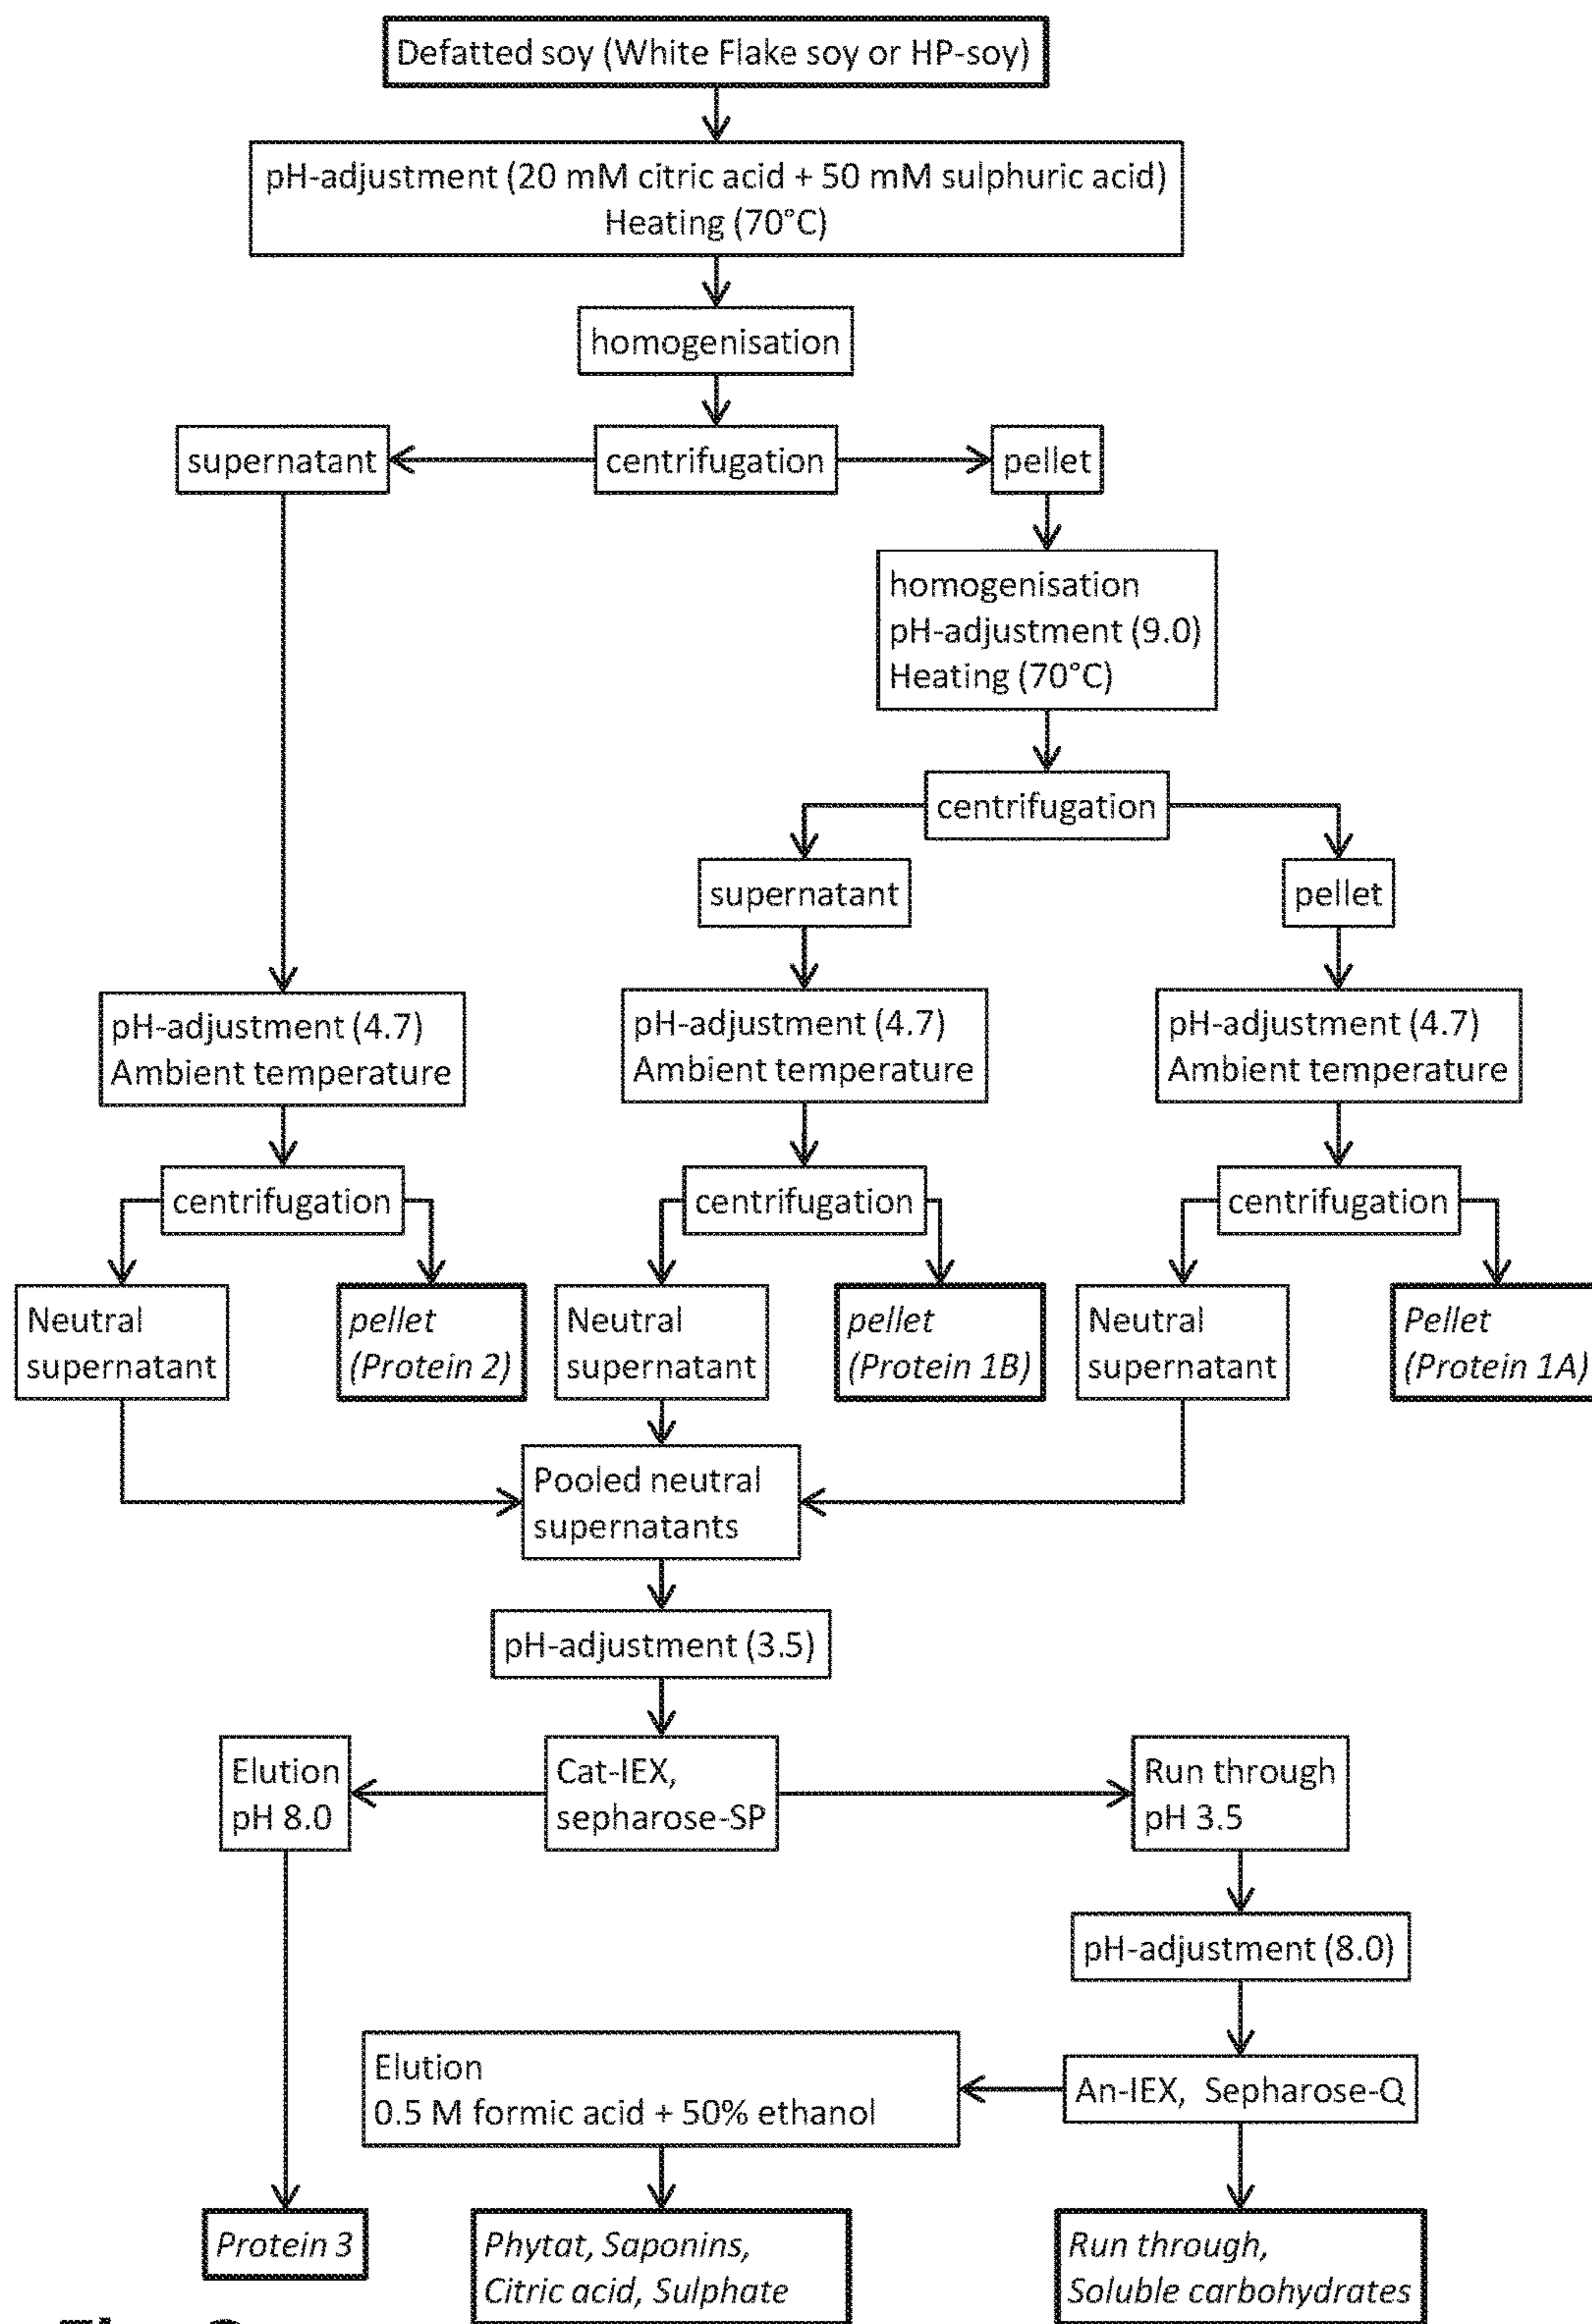 Defatted soy (White Flake soy or HP-soy)
pH-adjustment (20 mM citric acid + 50 mM sulphuric acid)
Heating (70°C)
homogenisation
supernatant
centrifugation
pellet
homogenisation
pH-adjustment (9.0)
Heating (70°C)
centrifugation
supernatant
pellet
pH-adjustment (4.7)
Ambient temperature
pH-adjustment (4.7)
Ambient temperature
pH-adjustment (4.7)
Ambient temperature
centrifugation
centrifugation
centrifugation
Neutral
supernatant
pellet
(Protein 2)
Neutral
supernatant
pellet
(Protein 1B)
Neutral
supernatant
Pellet
(Protein 1A)
Pooled neutral
supernatants
pH-adjustment (3.5)
Elution
pH 8.0
Cat-IEX,
sepharose-SP
Run through
pH 3.5
pH-adjustment (8.0)
Elution
0.5 M formic acid + 50% ethanol
An-IEX, Sepharose-Q
Protein 3
Phytat, Saponins,
Citric acid, Sulphate
Run through,
Soluble carbohydrates